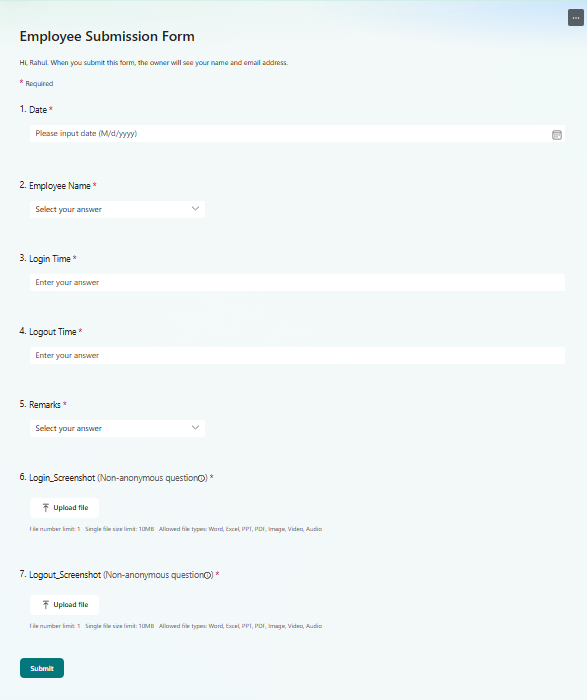 ...
Employee Submission Form
Hi, Rahul. When you submit this form, the owner will see your name and email address.
* Required
1. Date *
Please input date (M/d/yyyy)
2. Employee Name *
Select your answer
3. Login Time *
Enter your answer
4. Logout Time *
Enter your answer
5. Remarks *
Select your answer
6. Login_Screenshot (Non-anonymous question) *
Upload file
File number limit: 1 Single file size limit: 10MB Allowed file types: Word, Excel, PPT, PDF, Image, Video, Audio
7. Logout_Screenshot (Non-anonymous question) *
Upload file
File number limit: 1 Single file size limit: 10MB Allowed file types: Word, Excel, PPT, PDF, Image, Video, Audio
Submit